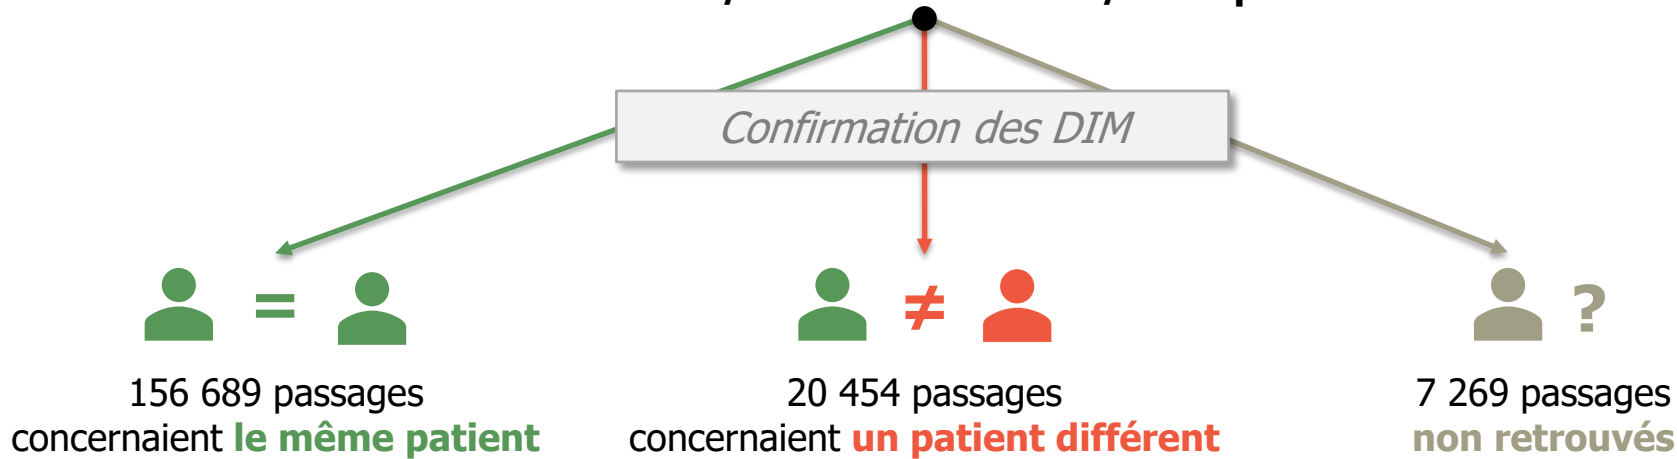 Confirmation des DIM
=
≠
?
156 689 passages
concernaient le même patient
20 454 passages
concernaient un patient différent
7 269 passages
non retrouvés